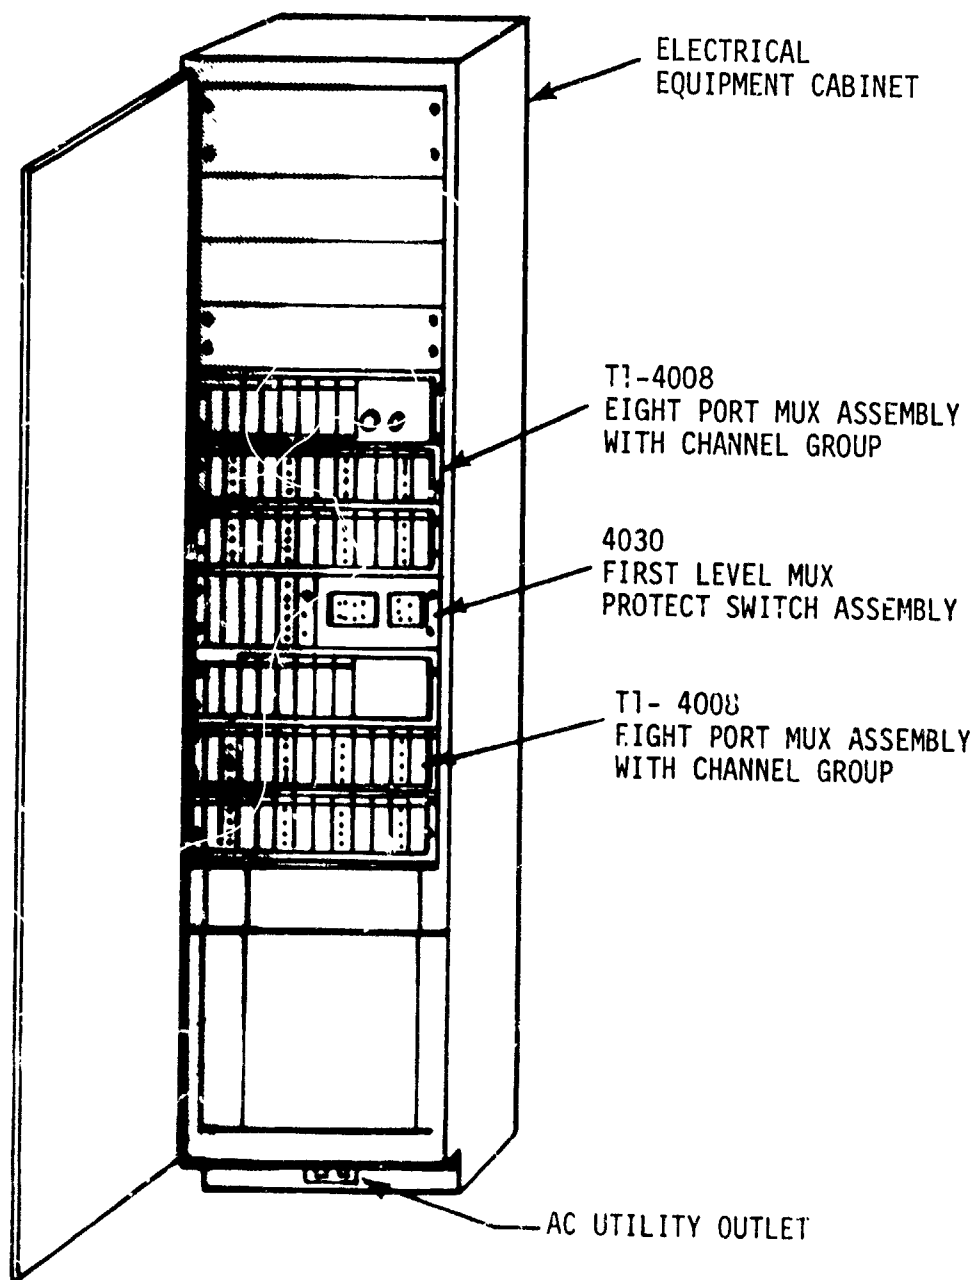 ELECTRICAL
EQUIPMENT CABINET
T1-4008
EIGHT PORT MUX ASSEMBLY
WITH CHANNEL GROUP
4030
FIRST LEVEL MUX
PROTECT SWITCH ASSEMBLY
T1- 4008
EIGHT PORT MUX ASSEMBLY
WITH CHANNEL GROUP
AC UTILITY OUTLET